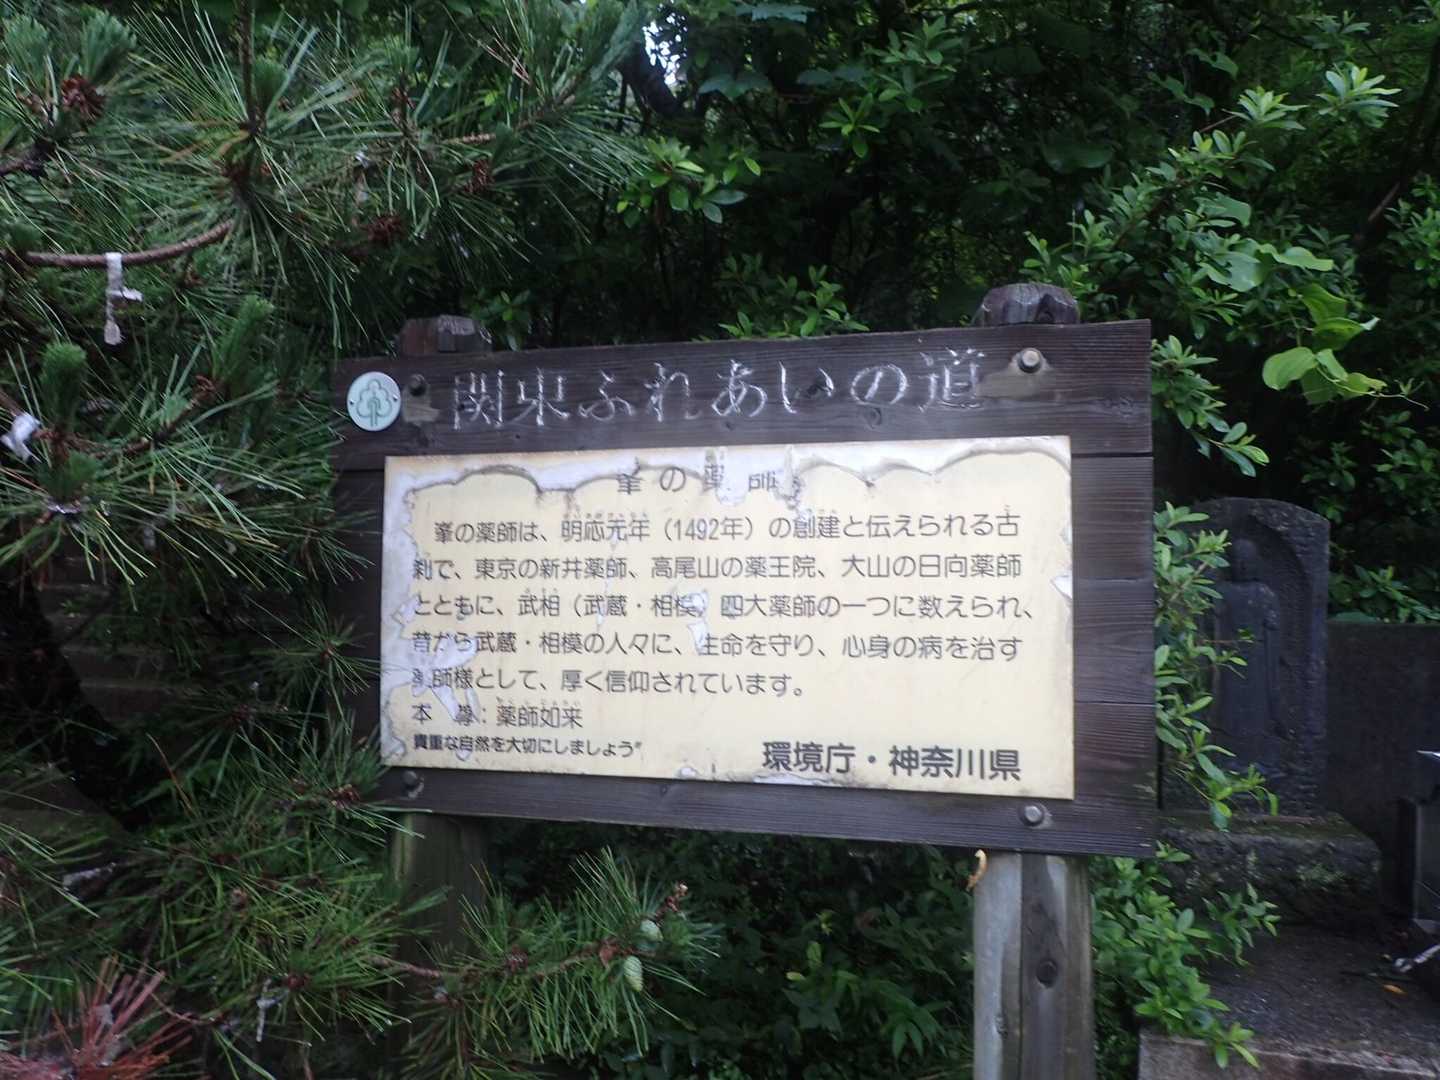 関東ふれあいの道
峯の薬師
峯の薬師は、明応元年（1492年）の創建と伝えられる古
刹で、東京の新井薬師、高尾山の薬王院、大山の日向薬師
とともに、武相（武蔵・相模）四大薬師の一つに数えられ、
昔から武蔵・相模の人々に、生命を守り、心身の病を治す
師様として、厚く信仰されています。
本尊：薬師如来
貴重な自然を大切にしましょう〃
環境庁・神奈川県